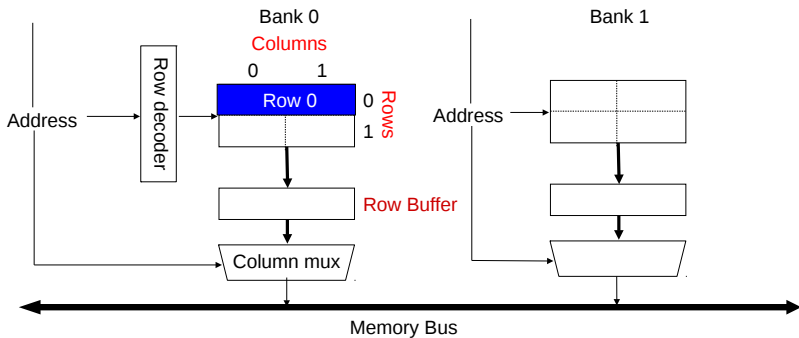 Bank 0
Bank 1
Columns
0 1
Row decoder
Row 0
0
Rows
Address
1
Address
Row Buffer
Column mux
Memory Bus